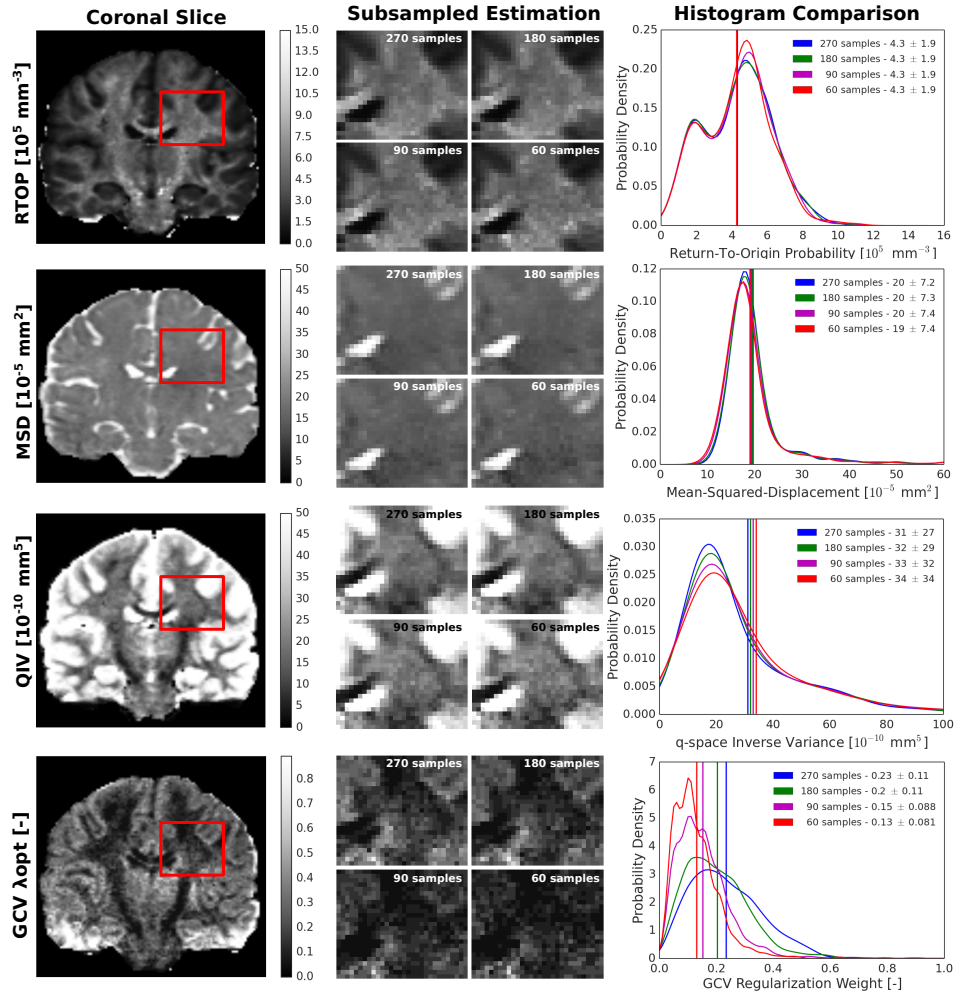 Coronal Slice
Subsampled Estimation
Histogram Comparison
RTOP [10⁵ mm⁻³]
15.0
13.5
12.0
10.5
9.0
7.5
6.0
4.5
3.0
1.5
0.0
270 samples
180 samples
90 samples
60 samples
Probability Density
0.25
0.20
0.15
0.10
0.05
0.00
270 samples - 4.3 ± 1.9
180 samples - 4.3 ± 1.9
90 samples - 4.3 ± 1.9
60 samples - 4.3 ± 1.9
0 2 4 6 8 10 12 14 16
Return-To-Origin Probability [10⁵ mm⁻³]
MSD [10⁻⁵ mm²]
50
45
40
35
30
25
20
15
10
5
0
270 samples
180 samples
90 samples
60 samples
Probability Density
0.12
0.10
0.08
0.06
0.04
0.02
0.00
270 samples - 20 ± 7.2
180 samples - 20 ± 7.3
90 samples - 20 ± 7.4
60 samples - 19 ± 7.4
0 10 20 30 40 50 60
Mean-Squared-Displacement [10⁻⁵ mm²]
QIV [10⁻¹⁰ mm⁵]
50
45
40
35
30
25
20
15
10
5
0
270 samples
180 samples
90 samples
60 samples
Probability Density
0.035
0.030
0.025
0.020
0.015
0.010
0.005
0.000
270 samples - 31 ± 27
180 samples - 32 ± 29
90 samples - 33 ± 32
60 samples - 34 ± 34
0 20 40 60 80 100
q-space Inverse Variance [10⁻¹⁰ mm⁵]
GCV λopt [-]
0.8
0.7
0.6
0.5
0.4
0.3
0.2
0.1
0.0
270 samples
180 samples
90 samples
60 samples
Probability Density
7
6
5
4
3
2
1
0
270 samples - 0.23 ± 0.11
180 samples - 0.2 ± 0.11
90 samples - 0.15 ± 0.088
60 samples - 0.13 ± 0.081
0.0 0.2 0.4 0.6 0.8 1.0
GCV Regularization Weight [-]